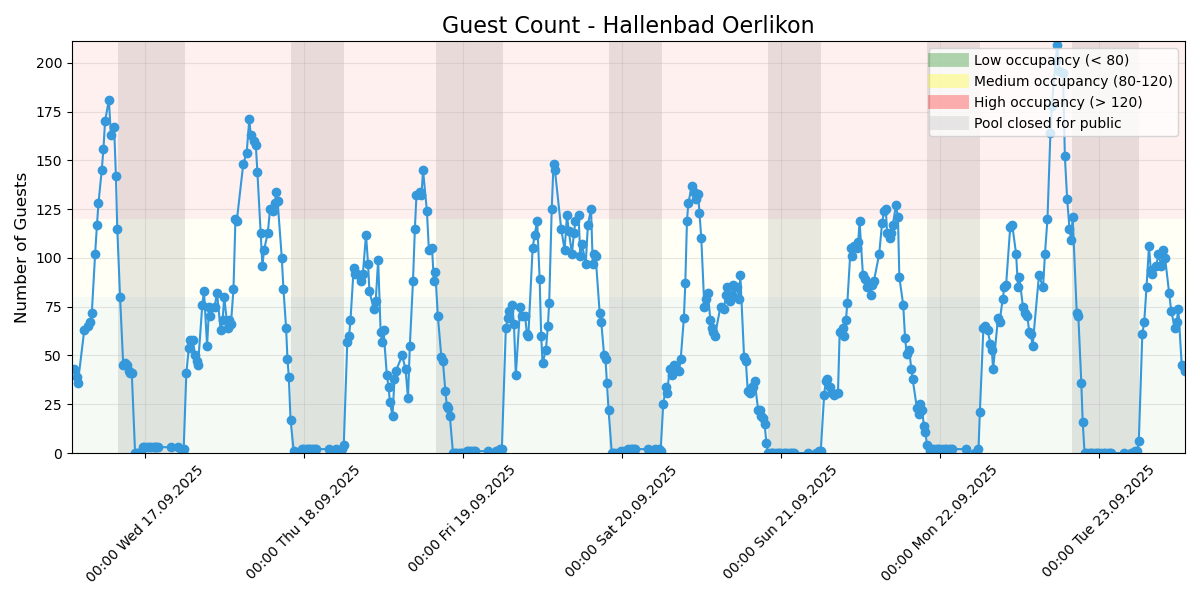 Guest Count - Hallenbad Oerlikon
Number of Guests
200
175
150
125
100
75
50
25
0
Low occupancy (< 80)
Medium occupancy (80-120)
High occupancy (> 120)
Pool closed for public
00:00 Wed 17.09.2025
00:00 Thu 18.09.2025
00:00 Fri 19.09.2025
00:00 Sat 20.09.2025
00:00 Sun 21.09.2025
00:00 Mon 22.09.2025
00:00 Tue 23.09.2025